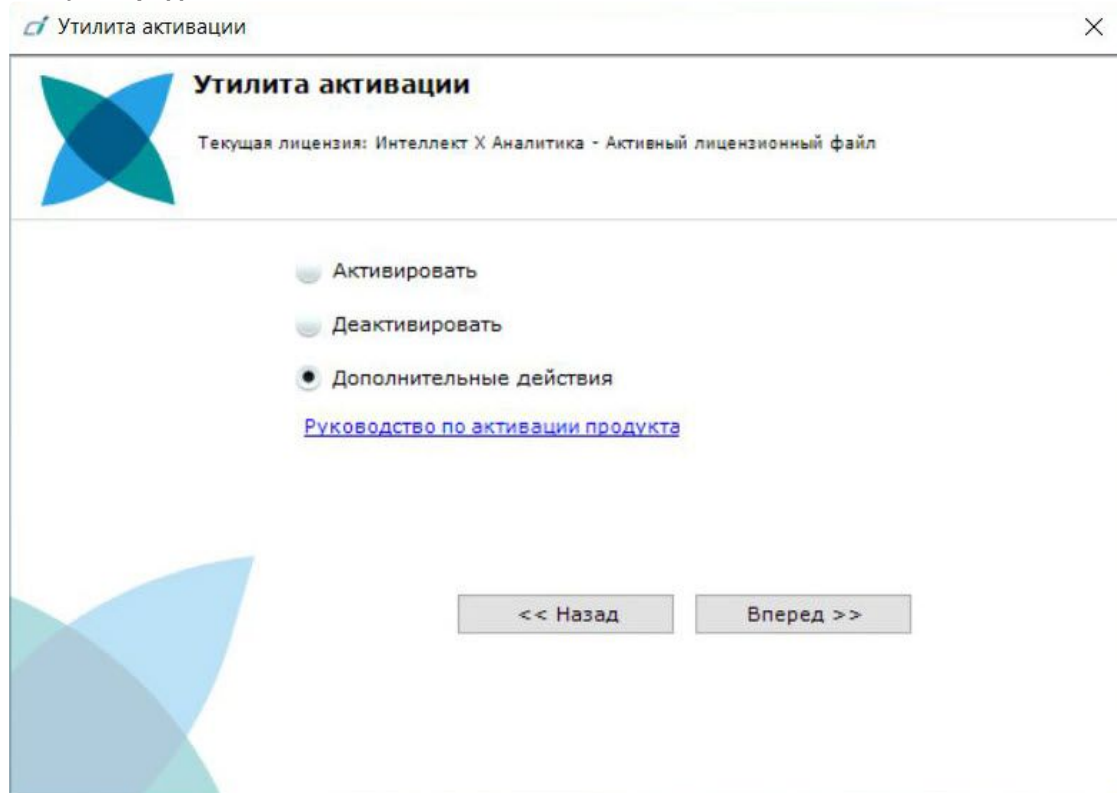 Утилита активации
Утилита активации
Текущая лицензия: Интеллект X Аналитика - Активный лицензионный файл
Активировать
Деактивировать
Дополнительные действия
Руководство по активации продукта
<< Назад
Вперед >>